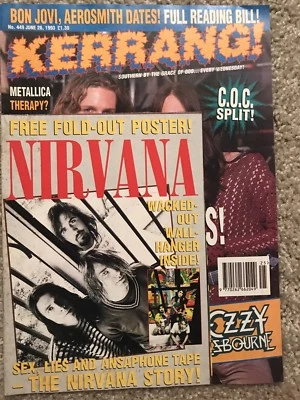 BON JOVI, AEROSMITH DATES! FULL READING BILL!
No. 449 JUNE 26, 1993 £1.30
KERRANG!
SOUTHERN BY THE GRACE OF GOD... EVERY WEDNESDAY!
METALLICA
THERAPY?
C.O.C.
SPLIT!
FREE FOLD-OUT POSTER!
NIRVANA
WACKED-
OUT
WALL-
HANGER
INSIDE!
S!
OZZY
SBOURNE
SEX, LIES AND ANSAPHONE TAPE
– THE NIRVANA STORY!